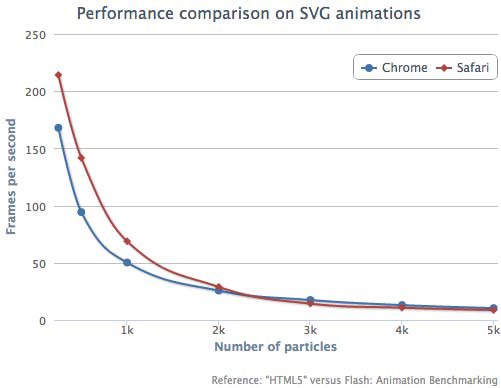 Performance comparison on SVG animations
250
Chrome Safari
200
150
100
50
0
Frames per second
1k 2k 3k 4k 5k
Number of particles
Reference: "HTML5" versus Flash: Animation Benchmarking